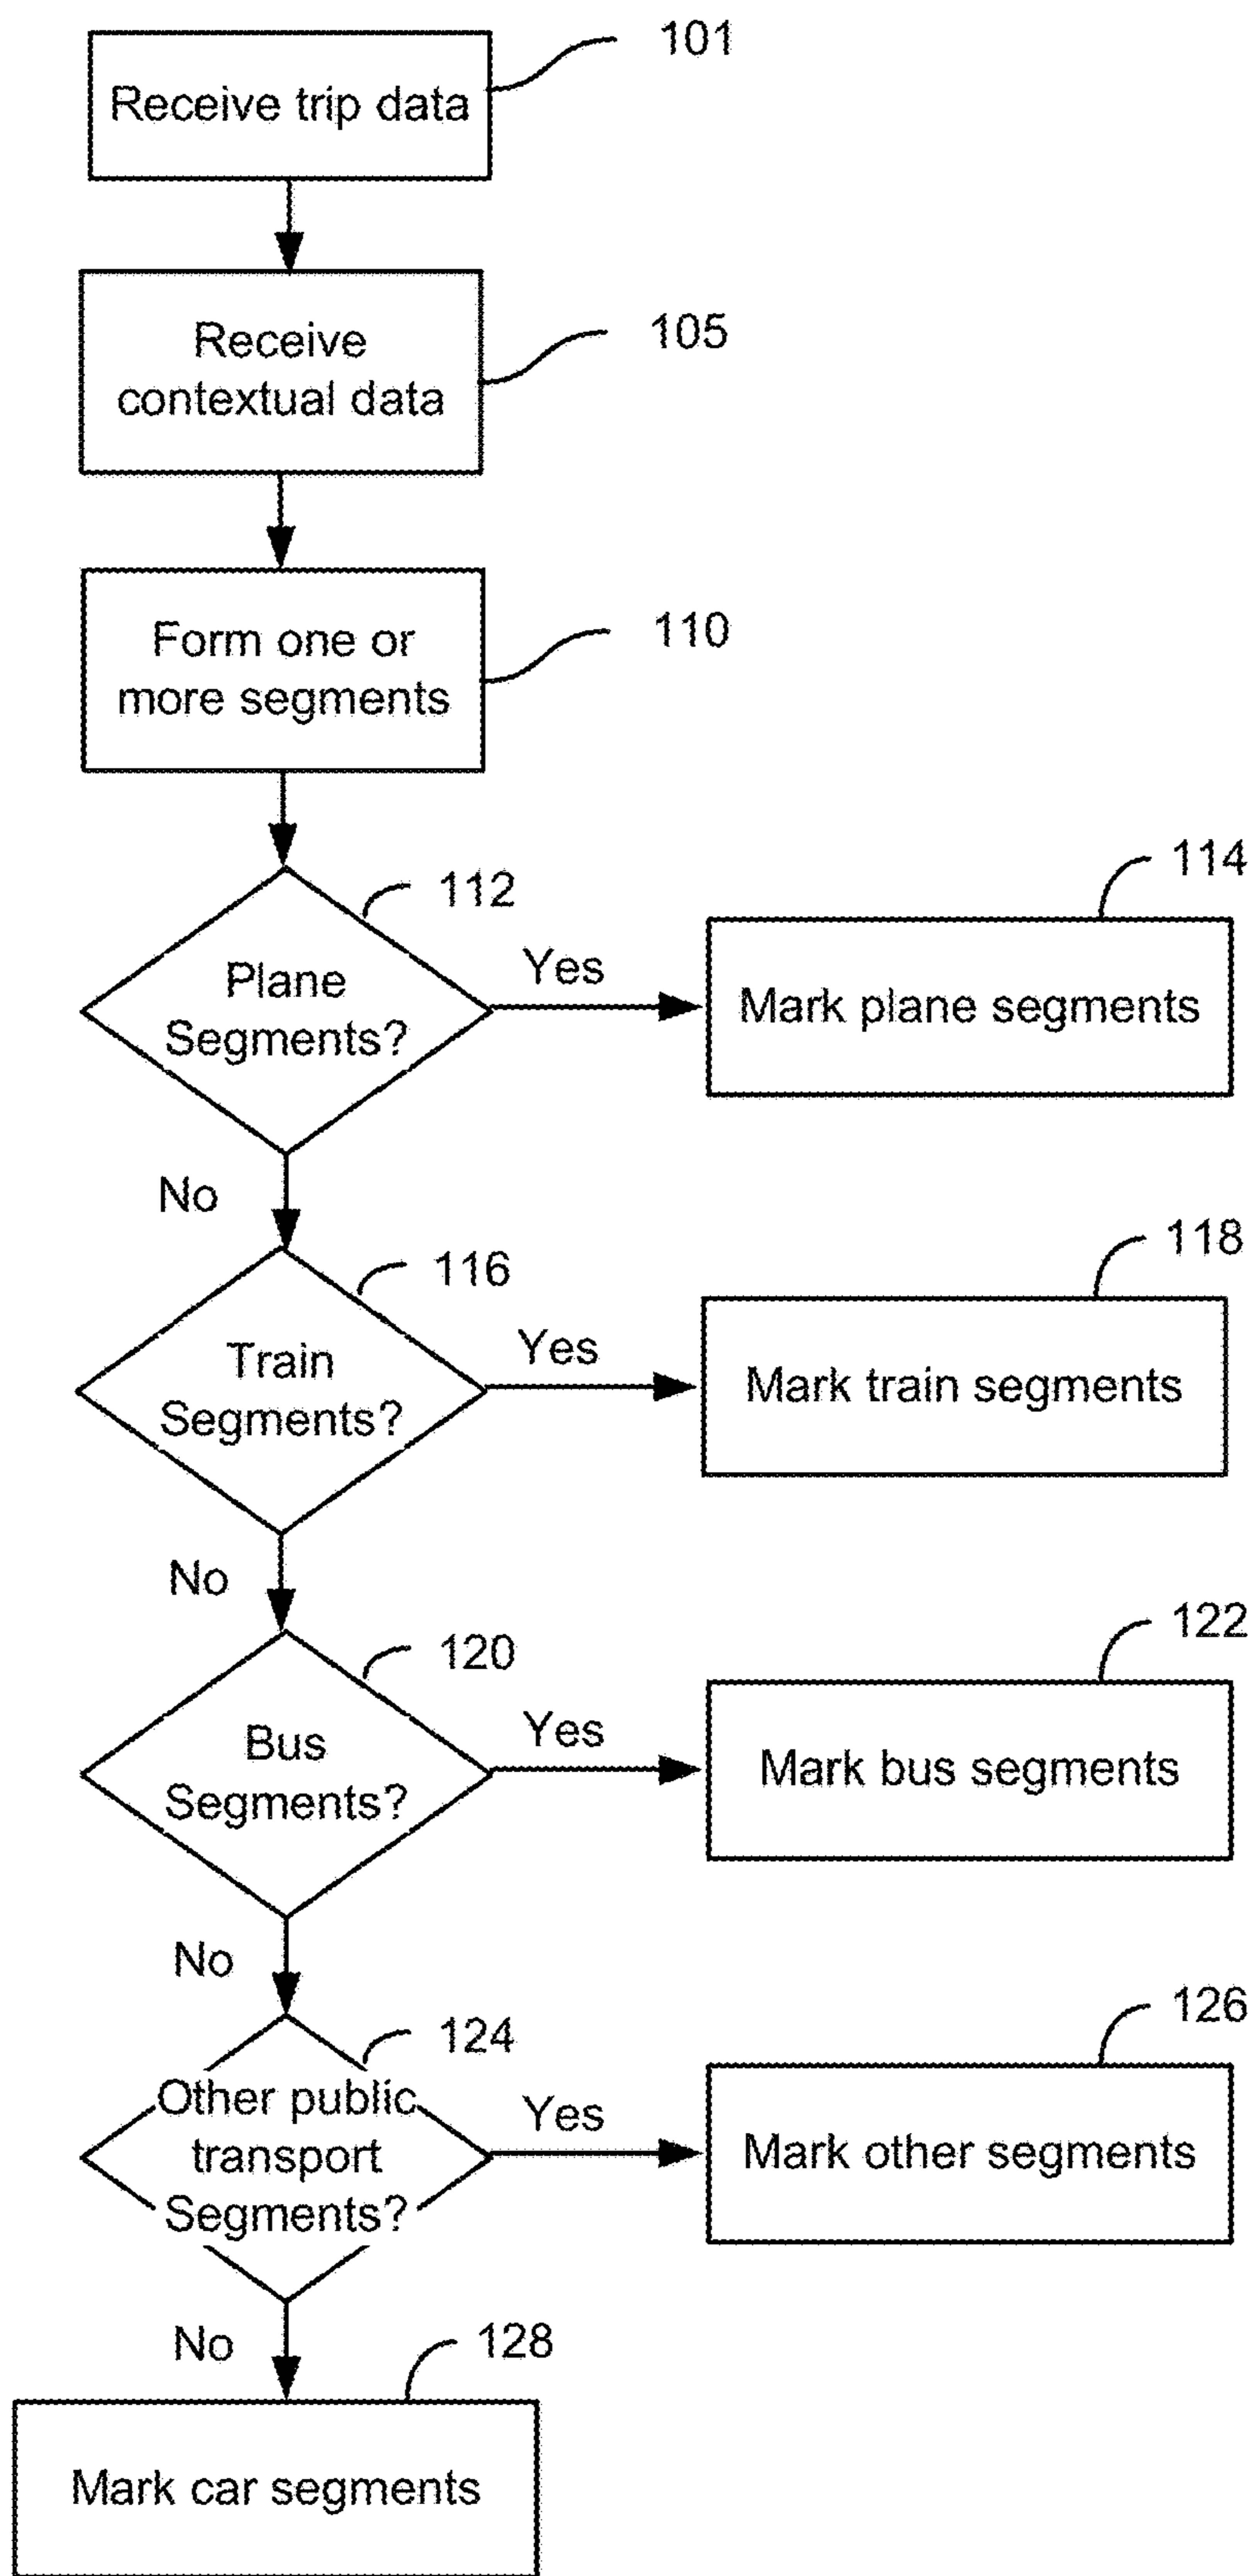 101
Receive trip data
105
Receive
contextual data
110
Form one or
more segments
112
Plane
Segments?
Yes
114
Mark plane segments
No
116
Train
Segments?
Yes
118
Mark train segments
No
120
Bus
Segments?
Yes
122
Mark bus segments
No
124
Other public
transport
Segments?
Yes
126
Mark other segments
No
128
Mark car segments